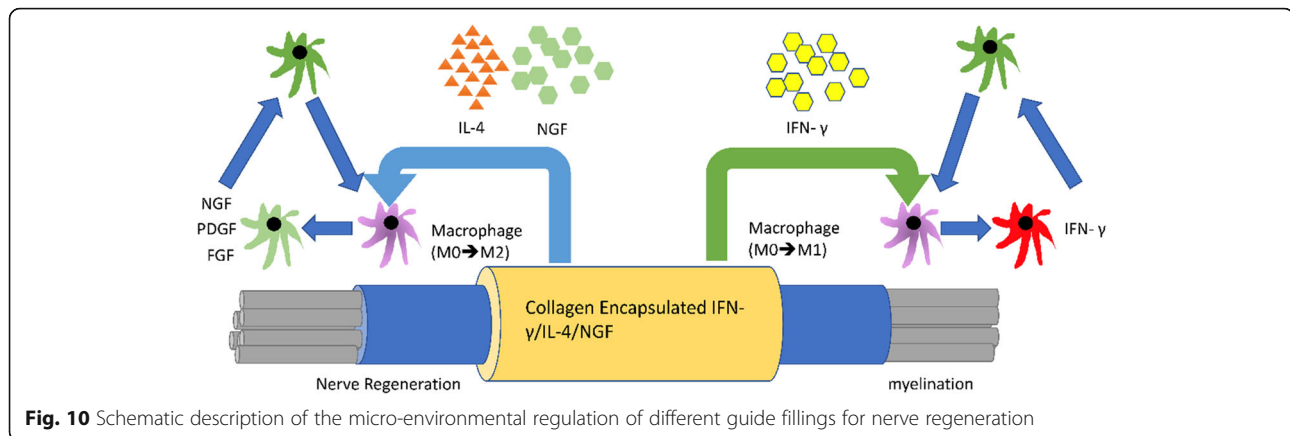 IL-4
NGF
IFN- γ
NGF
PDGF
FGF
Macrophage
(M0➔M2)
Macrophage
(M0➔M1)
IFN- γ
Collagen Encapsulated IFN-
γ/IL-4/NGF
Nerve Regeneration
myelination
Fig. 10 Schematic description of the micro-environmental regulation of different guide fillings for nerve regeneration